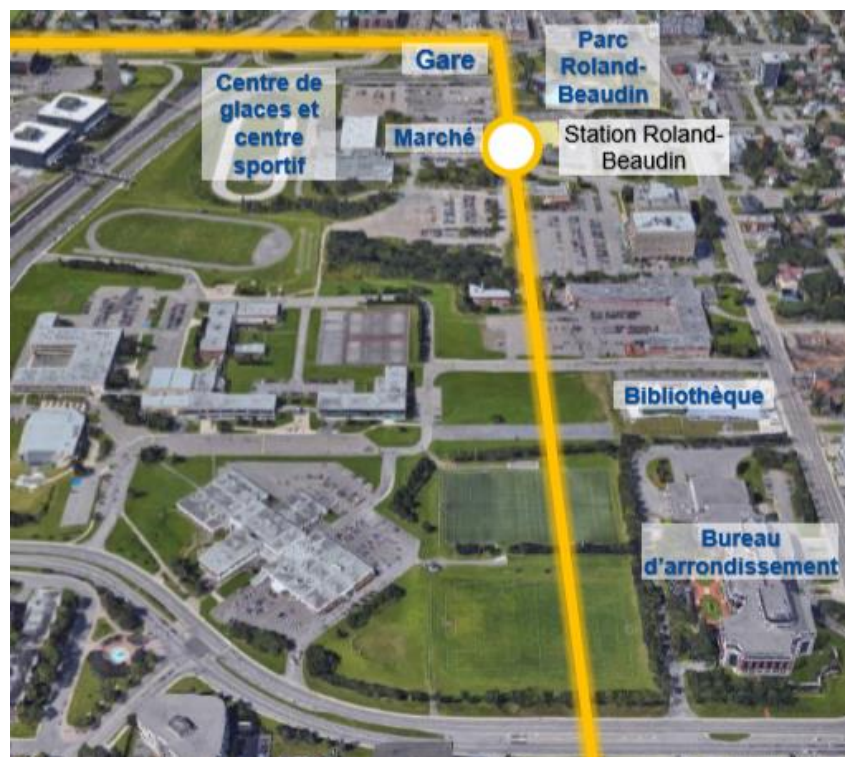 Gare
Parc
Roland-
Beaudin
Centre de
glaces et
centre
sportif
Marché
Station Roland-
Beaudin
Bibliothèque
Bureau
d'arrondissement